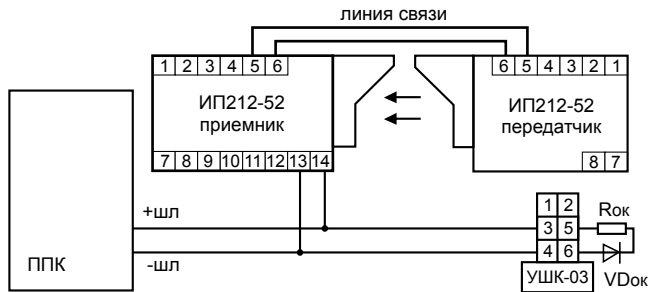 линия связи
1 2 3 4 5 6
6 5 4 3 2 1
ИП212-52
приемник
ИП212-52
передатчик
7 8 9 10 11 12 13 14
8 7
+шл
-шл
ППК
1 2
3 5
4 6
Rок
VDок
УШК-03